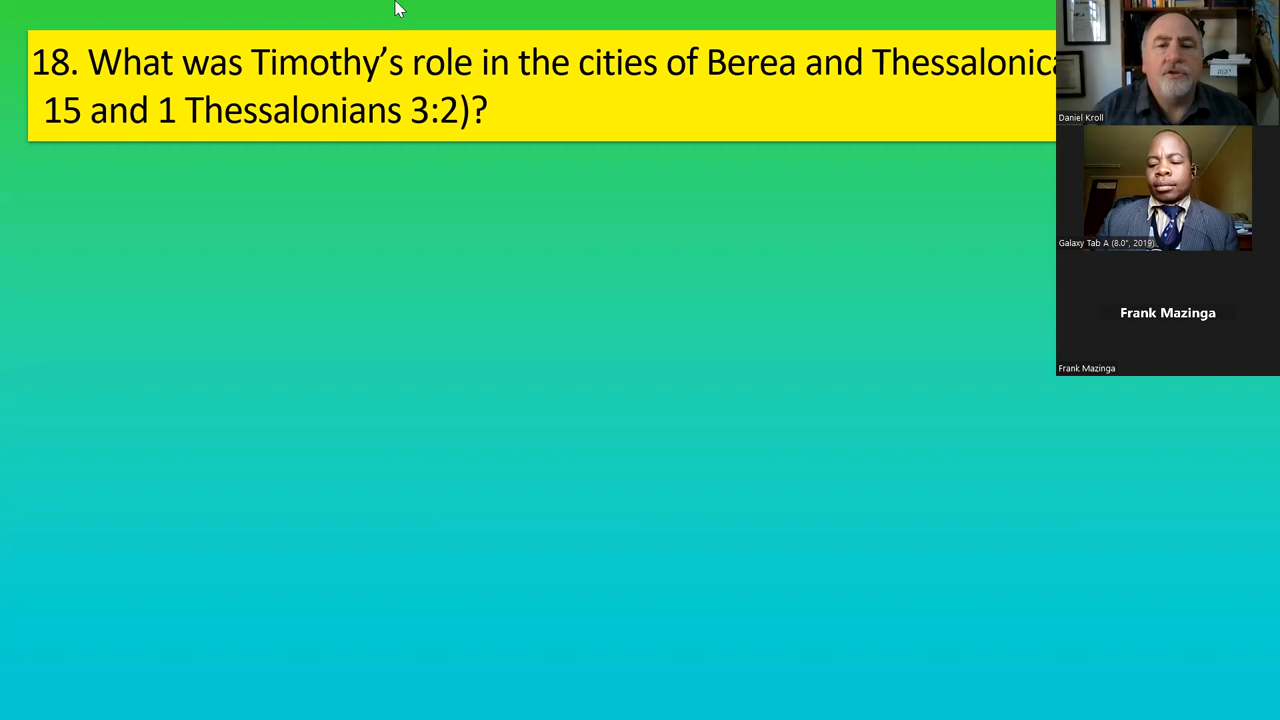 18. What was Timothy’s role in the cities of Berea and Thessalonica
15 and 1 Thessalonians 3:2)?
Daniel Kroll
Galaxy Tab A (8.0", 2019)
Frank Mazinga
Frank Mazinga